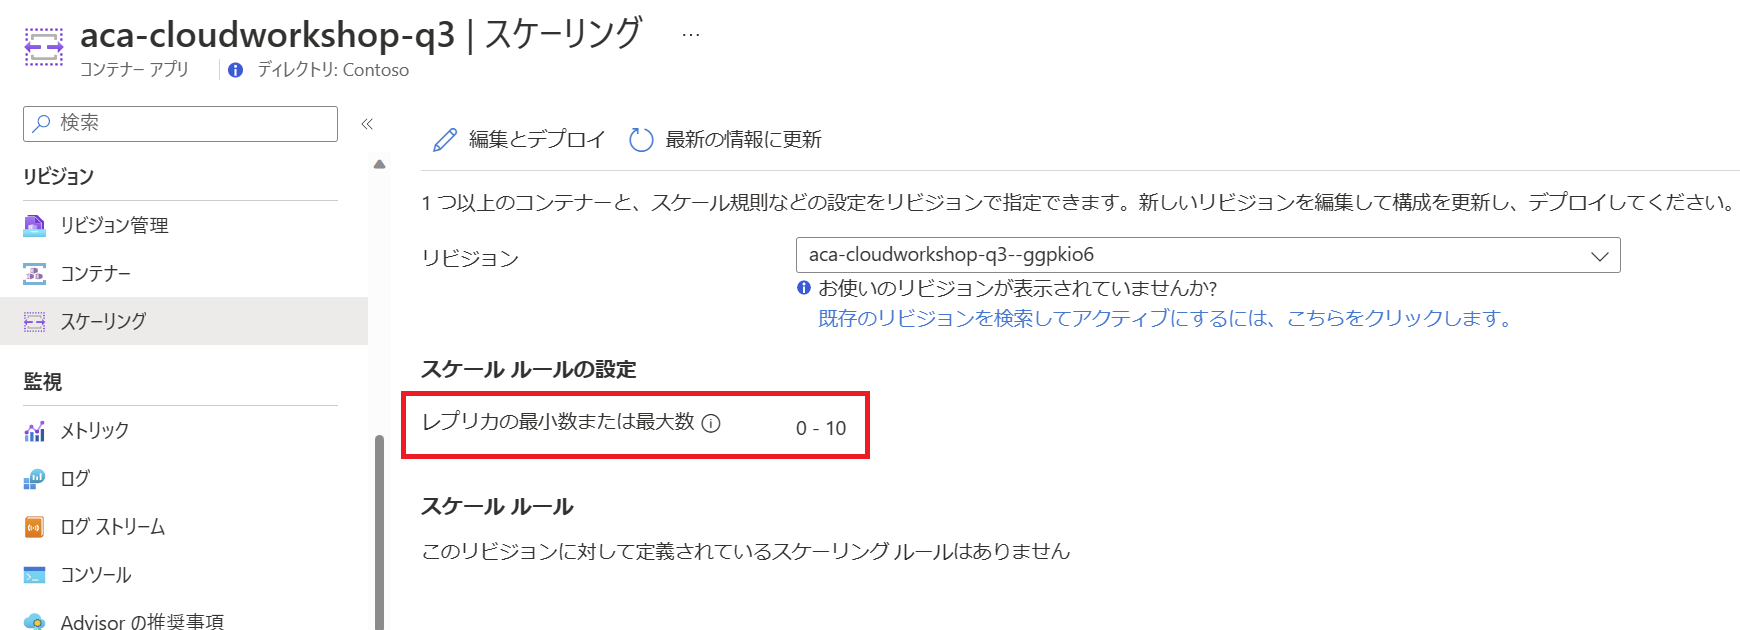 aca-cloudworkshop-q3 | スケーリング …
コンテナー アプリ ディレクトリ: Contoso
検索
«
編集とデプロイ 最新の情報に更新
リビジョン
リビジョン管理
コンテナー
スケーリング
監視
メトリック
ログ
ログ ストリーム
コンソール
Advisor の推奨事項
1 つ以上のコンテナーと、スケール規則などの設定をリビジョンで指定できます。新しいリビジョンを編集して構成を更新し、デプロイしてください。
リビジョン aca-cloudworkshop-q3--ggpkio6
お使いのリビジョンが表示されていませんか?
既存のリビジョンを検索してアクティブにするには、こちらをクリックします。
スケール ルールの設定
レプリカの最小数または最大数 0 - 10
スケール ルール
このリビジョンに対して定義されているスケーリング ルールはありません